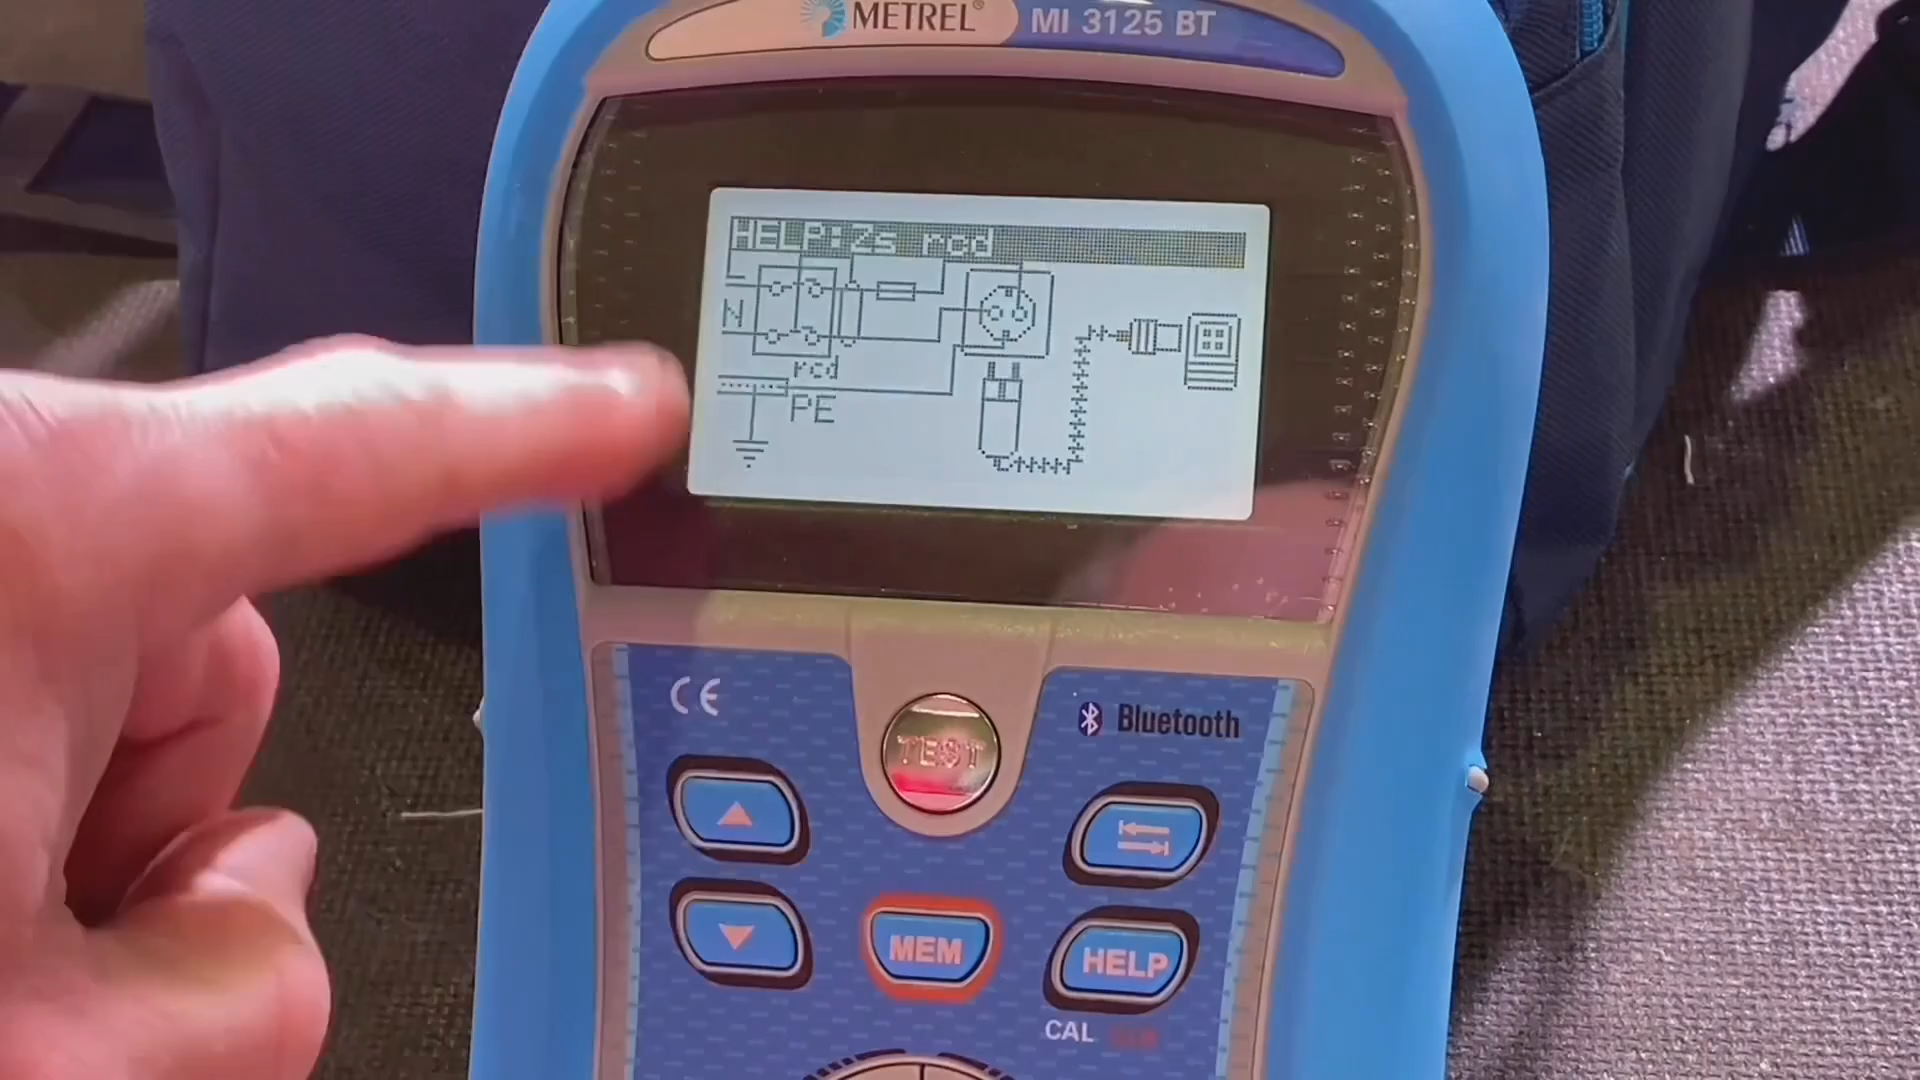 METREL® MI 3125 BT
HELP:Zs rcd
L
N
rcd
PE
CE
TEST
Bluetooth
MEM
HELP
CAL